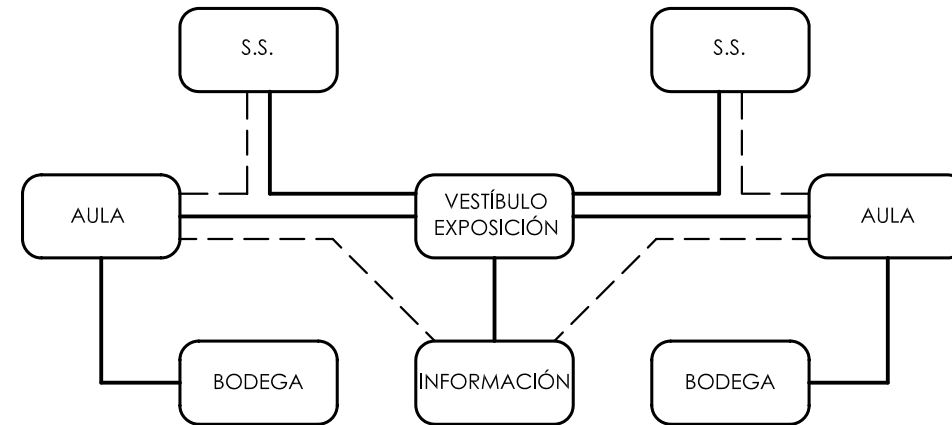 S.S.
S.S.
AULA
VESTÍBULO
EXPOSICIÓN
AULA
BODEGA
INFORMACIÓN
BODEGA